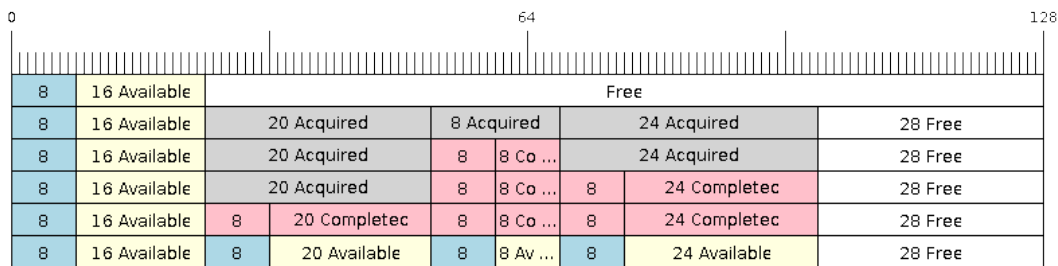 0 64 128
8 16 Available Free
8 16 Available 20 Acquired 8 Acquired 24 Acquired 28 Free
8 16 Available 20 Acquired 8 8 Co ... 24 Acquired 28 Free
8 16 Available 20 Acquired 8 8 Co ... 8 24 Completec 28 Free
8 16 Available 8 20 Completec 8 8 Co ... 8 24 Completec 28 Free
8 16 Available 8 20 Available 8 8 Av ... 8 24 Available 28 Free